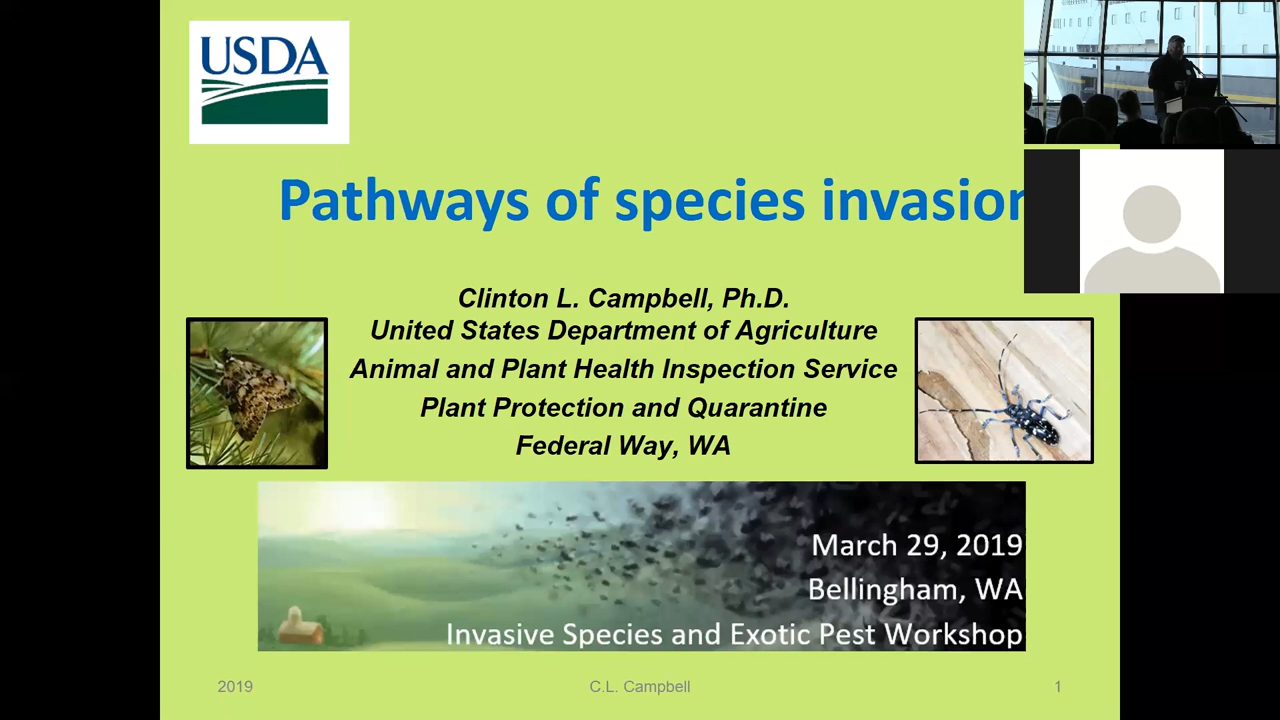 USDA
Pathways of species invasion
Clinton L. Campbell, Ph.D.
United States Department of Agriculture
Animal and Plant Health Inspection Service
Plant Protection and Quarantine
Federal Way, WA
March 29, 2019
Bellingham, WA
Invasive Species and Exotic Pest Workshop
2019
C.L. Campbell
1